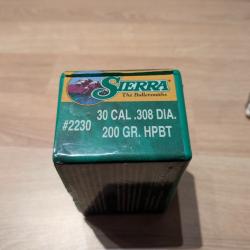 SIERRA
The Bulletsmiths
#2230
30 CAL .308 DIA.
200 GR. HPBT